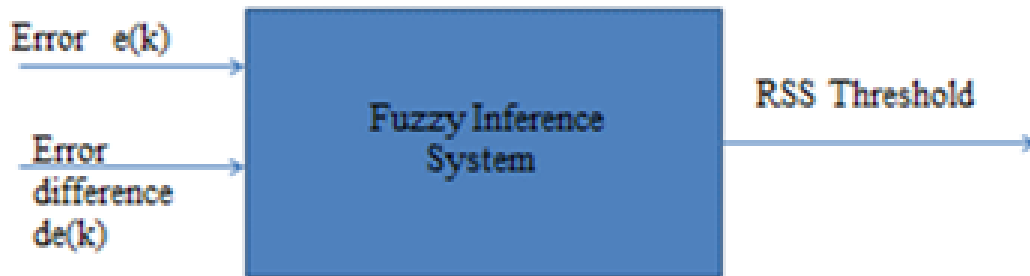 Error e(k)
Error
difference
de(k)
Fuzzy Inference
System
RSS Threshold